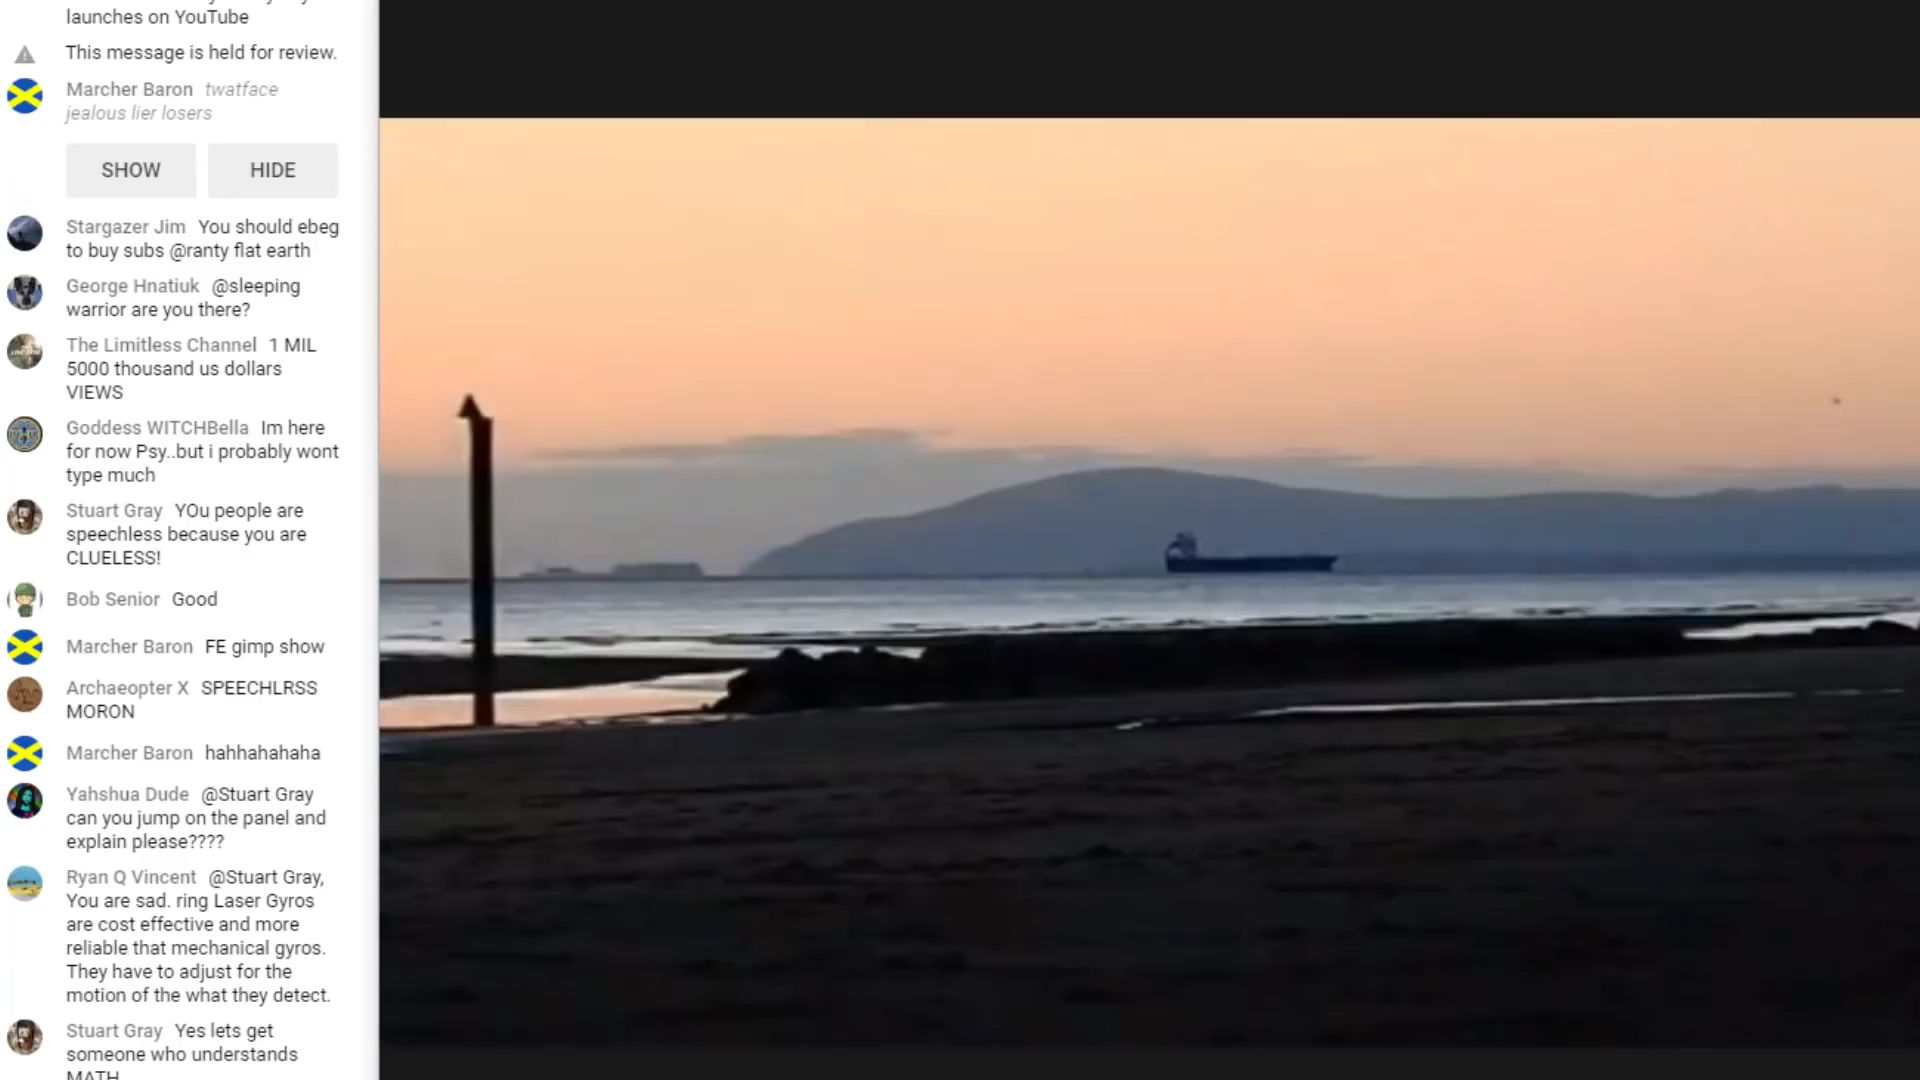 launches on YouTube
This message is held for review.
Marcher Baron twatface
jealous lier losers
SHOW HIDE
Stargazer Jim You should ebeg
to buy subs @ranty flat earth
George Hnatiuk @sleeping
warrior are you there?
The Limitless Channel 1 MIL
5000 thousand us dollars
VIEWS
Goddess WITCHBella Im here
for now Psy..but i probably wont
type much
Stuart Gray YOu people are
speechless because you are
CLUELESS!
Bob Senior Good
Marcher Baron FE gimp show
Archaeopter X SPEECHLRSS
MORON
Marcher Baron hahhahahaha
Yahshua Dude @Stuart Gray
can you jump on the panel and
explain please????
Ryan Q Vincent @Stuart Gray,
You are sad. ring Laser Gyros
are cost effective and more
reliable that mechanical gyros.
They have to adjust for the
motion of the what they detect.
Stuart Gray Yes lets get
someone who understands
MATH